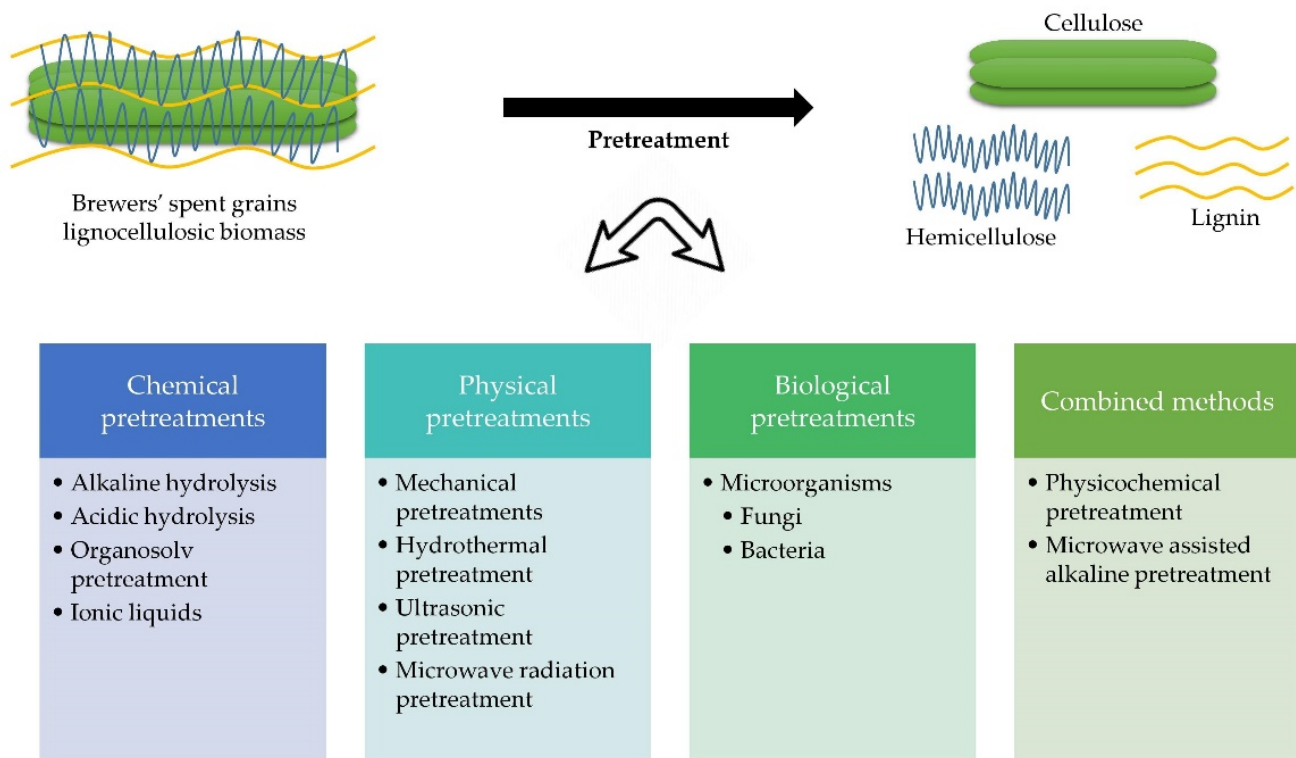 Cellulose
Pretreatment
Brewers’ spent grains
lignocellulosic biomass
Hemicellulose
Lignin
Chemical
pretreatments
• Alkaline hydrolysis
• Acidic hydrolysis
• Organosolv
pretreatment
• Ionic liquids
Physical
pretreatments
• Mechanical
pretreatments
• Hydrothermal
pretreatment
• Ultrasonic
pretreatment
• Microwave radiation
pretreatment
Biological
pretreatments
• Microorganisms
• Fungi
• Bacteria
Combined methods
• Physicochemical
pretreatment
• Microwave assisted
alkaline pretreatment